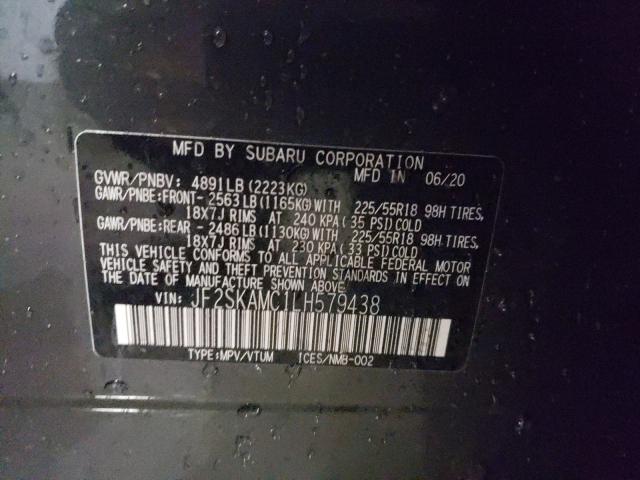 MFD BY SUBARU CORPORATION MFD IN 06/20
GVWR/PNBV: 4891LB (2223KG)
GAWR/PNBE:FRONT- 2563LB (1165KG)WITH 225/55R18 98H TIRES,
18X7J RIMS AT 240 KPA (35 PSI)COLD
GAWR/PNBE:REAR - 2486LB (1130KG)WITH 225/55R18 98H TIRES,
18X7J RIMS AT 230 KPA (33 PSI)COLD
THIS VEHICLE CONFORMS TO ALL APPLICABLE FEDERAL MOTOR
VEHICLE SAFETY AND THEFT PREVENTION STANDARDS IN EFFECT ON
THE DATE OF MANUFACTURE SHOWN ABOVE.
VIN: JF2SKAMC1LH579438
TYPE:MPV/VTUM ICES/NMB-002